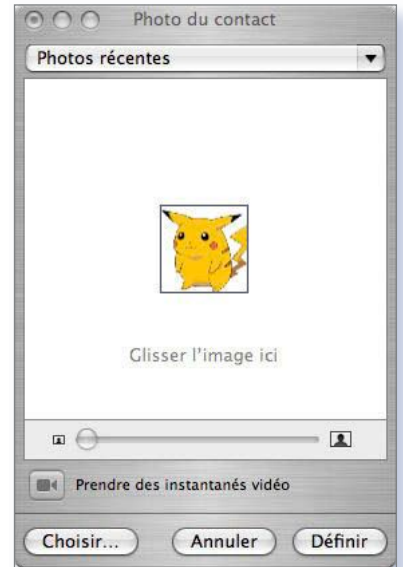 Photo du contact
Photos récentes
Glisser l'image ici
Prendre des instantanés vidéo
Choisir... Annuler Définir